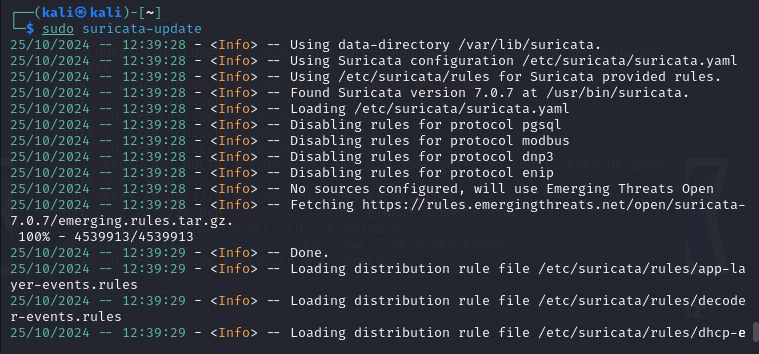 ┌──(kali㉿kali)-[~]
└─$ sudo suricata-update
25/10/2024 -- 12:39:28 - <Info> -- Using data-directory /var/lib/suricata.
25/10/2024 -- 12:39:28 - <Info> -- Using Suricata configuration /etc/suricata/suricata.yaml
25/10/2024 -- 12:39:28 - <Info> -- Using /etc/suricata/rules for Suricata provided rules.
25/10/2024 -- 12:39:28 - <Info> -- Found Suricata version 7.0.7 at /usr/bin/suricata.
25/10/2024 -- 12:39:28 - <Info> -- Loading /etc/suricata/suricata.yaml
25/10/2024 -- 12:39:28 - <Info> -- Disabling rules for protocol pgsql
25/10/2024 -- 12:39:28 - <Info> -- Disabling rules for protocol modbus
25/10/2024 -- 12:39:28 - <Info> -- Disabling rules for protocol dnp3
25/10/2024 -- 12:39:28 - <Info> -- Disabling rules for protocol enip
25/10/2024 -- 12:39:28 - <Info> -- No sources configured, will use Emerging Threats Open
25/10/2024 -- 12:39:28 - <Info> -- Fetching https://rules.emergingthreats.net/open/suricata-
7.0.7/emerging.rules.tar.gz.
 100% - 4539913/4539913
25/10/2024 -- 12:39:29 - <Info> -- Done.
25/10/2024 -- 12:39:29 - <Info> -- Loading distribution rule file /etc/suricata/rules/app-la
yer-events.rules
25/10/2024 -- 12:39:29 - <Info> -- Loading distribution rule file /etc/suricata/rules/decode
r-events.rules
25/10/2024 -- 12:39:29 - <Info> -- Loading distribution rule file /etc/suricata/rules/dhcp-e